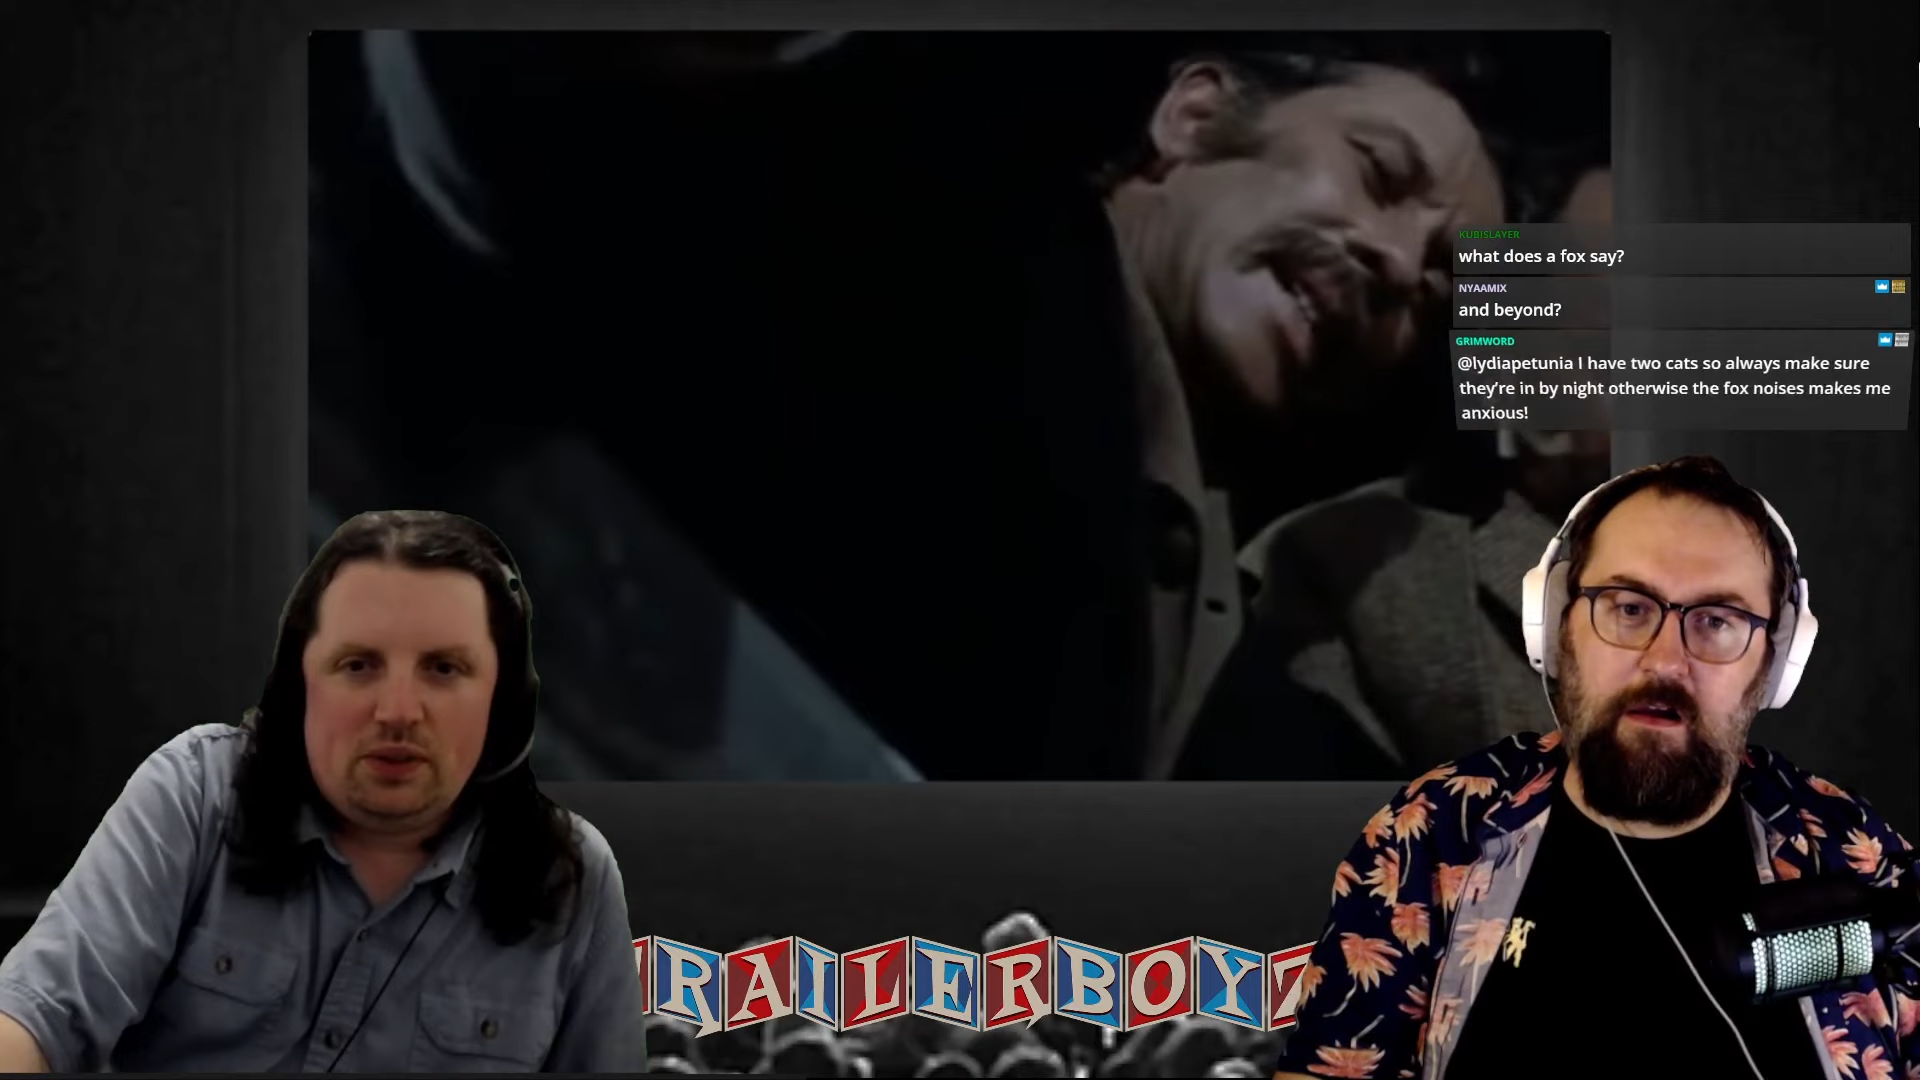 KUBISLAYER
what does a fox say?
NYAAMIX
and beyond?
GRIMWORD
@lydiapetunia I have two cats so always make sure
they're in by night otherwise the fox noises makes me
anxious!
RAILERBOYZ